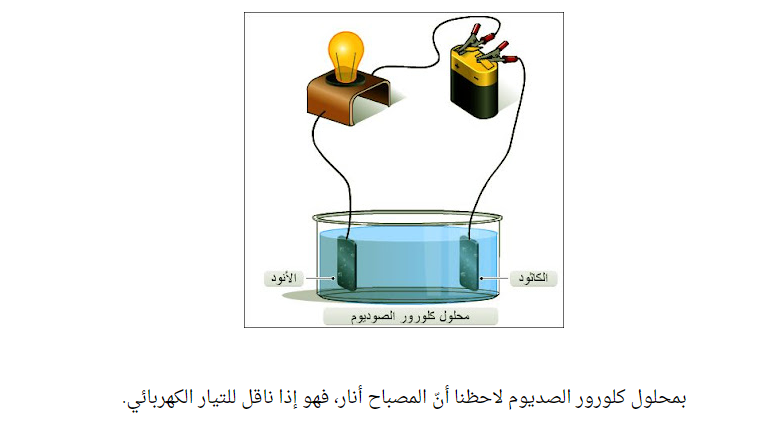 +
-
الأنود
الكاثود
محلول كلورور الصوديوم
بمحلول كلورور الصديوم لاحظنا أنّ المصباح أنار، فهو إذا ناقل للتيار الكهربائي.